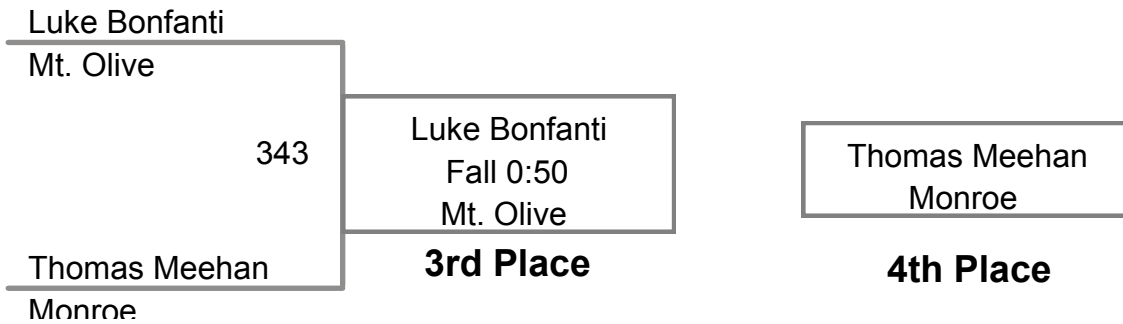 Luke Bonfanti
Mt. Olive
343
Thomas Meehan
Monroe
Luke Bonfanti
Fall 0:50
Mt. Olive
3rd Place
Thomas Meehan
Monroe
4th Place